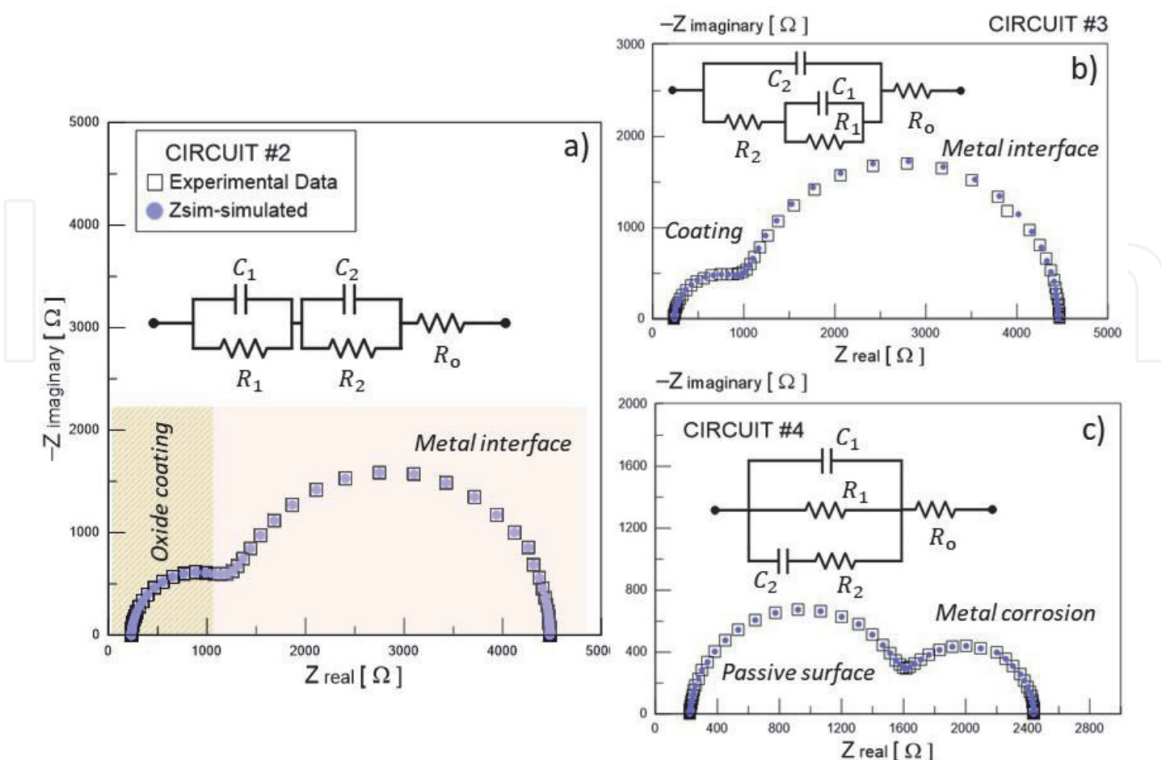 a)
5000
4000
3000
2000
1000
0
−Z imaginary [ Ω ]
CIRCUIT #2
Experimental Data
Zsim-simulated
C₁
C₂
R₁
R₂
Rₒ
Oxide coating
Metal interface
0
1000
2000
3000
4000
5000
Z real [ Ω ]
−Z imaginary [ Ω ]
CIRCUIT #3
b)
3000
2000
1000
0
C₂
C₁
R₁
R₂
Rₒ
Metal interface
Coating
0
1000
2000
3000
4000
5000
Z real [ Ω ]
−Z imaginary [ Ω ]
c)
2000
1600
1200
800
400
0
CIRCUIT #4
C₁
R₁
C₂
R₂
Rₒ
Metal corrosion
Passive surface
0
400
800
1200
1600
2000
2400
2800
Z real [ Ω ]